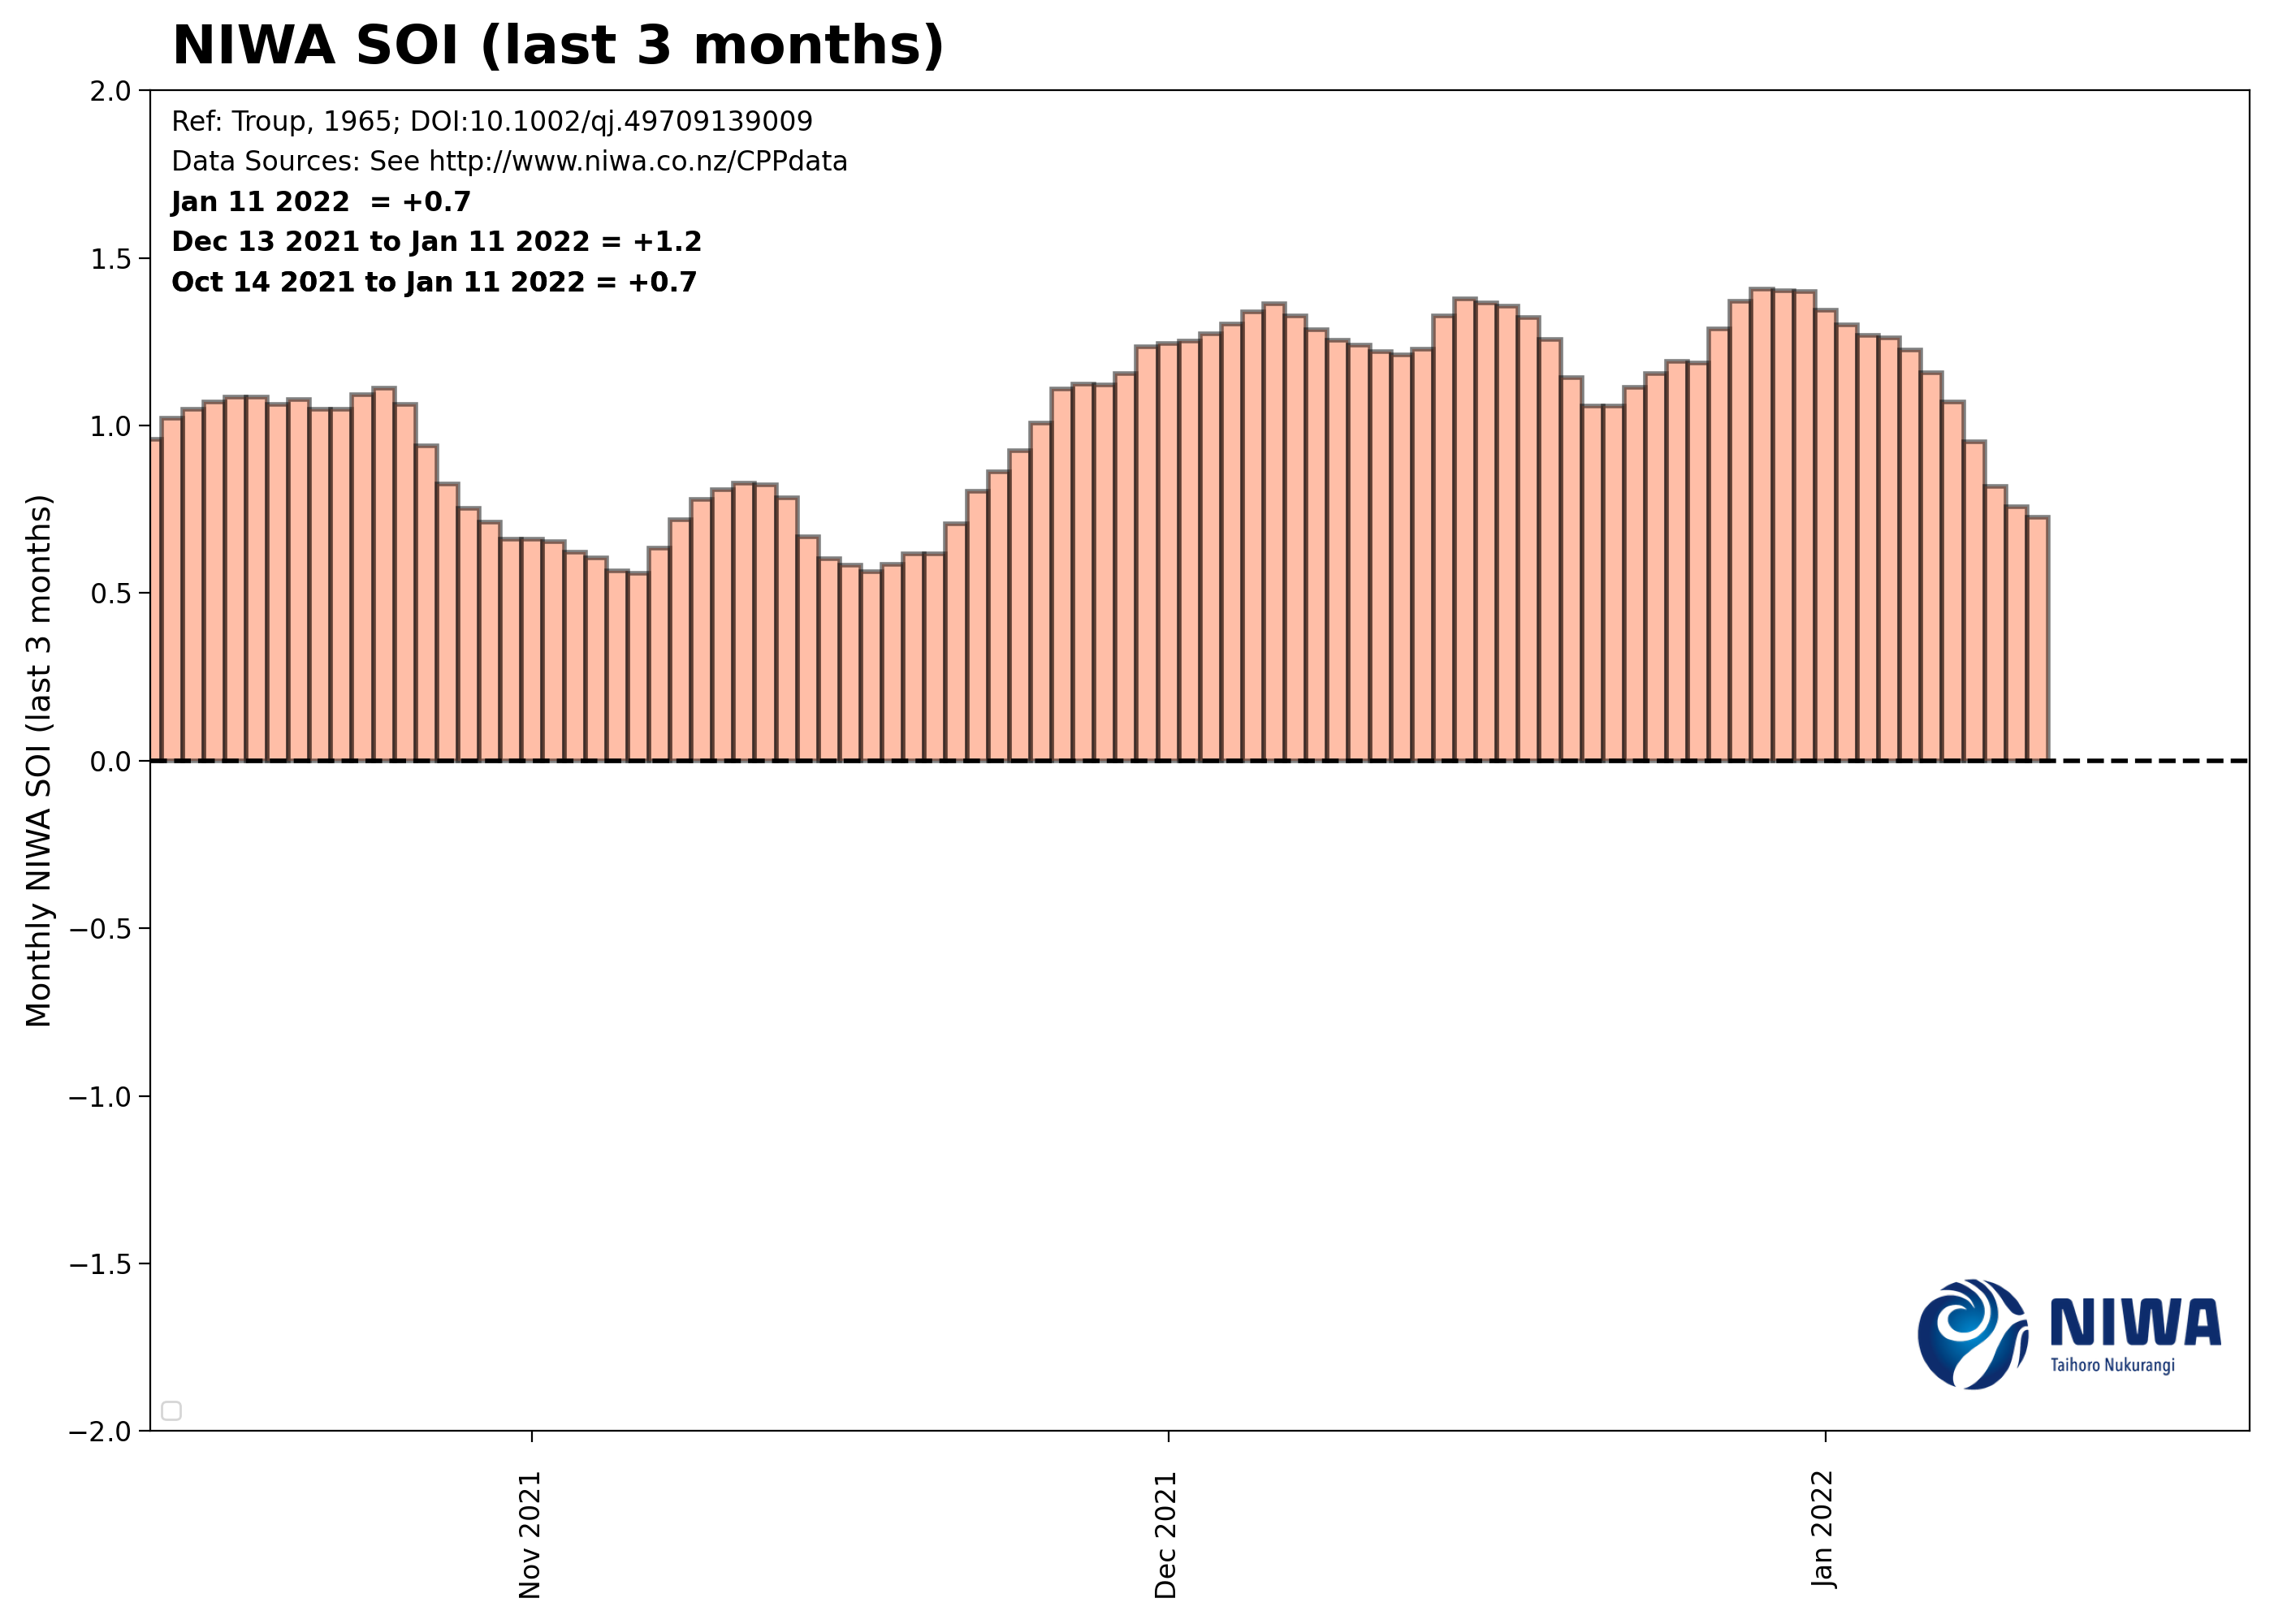 NIWA SOI (last 3 months)
Ref: Troup, 1965; DOI:10.1002/qj.49709139009
Data Sources: See http://www.niwa.co.nz/CPPdata
Jan 11 2022  = +0.7
Dec 13 2021 to Jan 11 2022 = +1.2
Oct 14 2021 to Jan 11 2022 = +0.7
Monthly NIWA SOI (last 3 months)
2.0
1.5
1.0
0.5
0.0
−0.5
−1.0
−1.5
−2.0
NIWA
Taihoro Nukurangi
Nov 2021
Dec 2021
Jan 2022